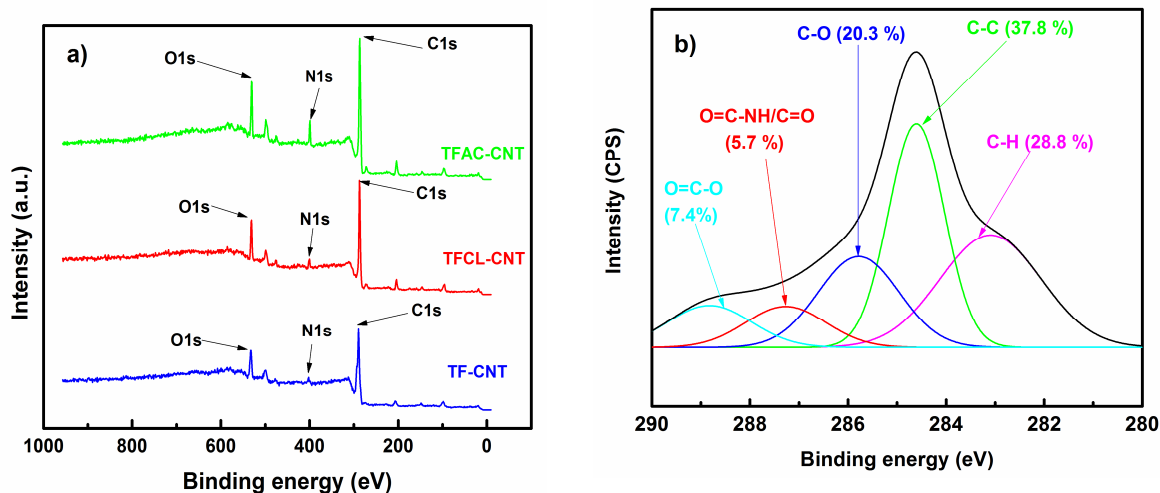 a)
C1s
O1s
N1s
TFAC-CNT
C1s
O1s
N1s
TFCL-CNT
C1s
O1s
N1s
TF-CNT
Intensity (a.u.)
1000 800 600 400 200 0
Binding energy (eV)
b)
C-O (20.3 %)
C-C (37.8 %)
O=C-NH/C=O
(5.7 %)
C-H (28.8 %)
O=C-O
(7.4%)
Intensity (CPS)
290 288 286 284 282 280
Binding energy (eV)